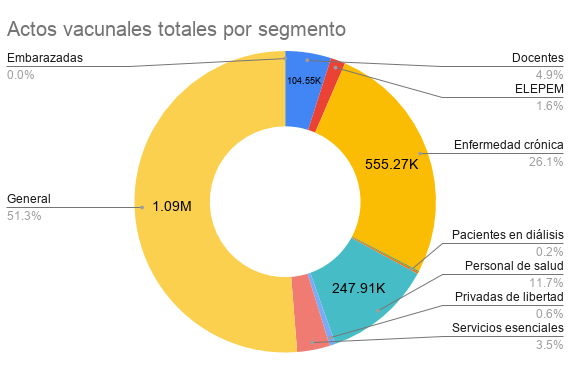 Actos vacunales totales por segmento
Embarazadas
0.0%
Docentes
4.9%
104.55K
ELEPEM
1.6%
Enfermedad crónica
26.1%
555.27K
General
51.3%
1.09M
Pacientes en diálisis
0.2%
Personal de salud
11.7%
247.91K
Privadas de libertad
0.6%
Servicios esenciales
3.5%